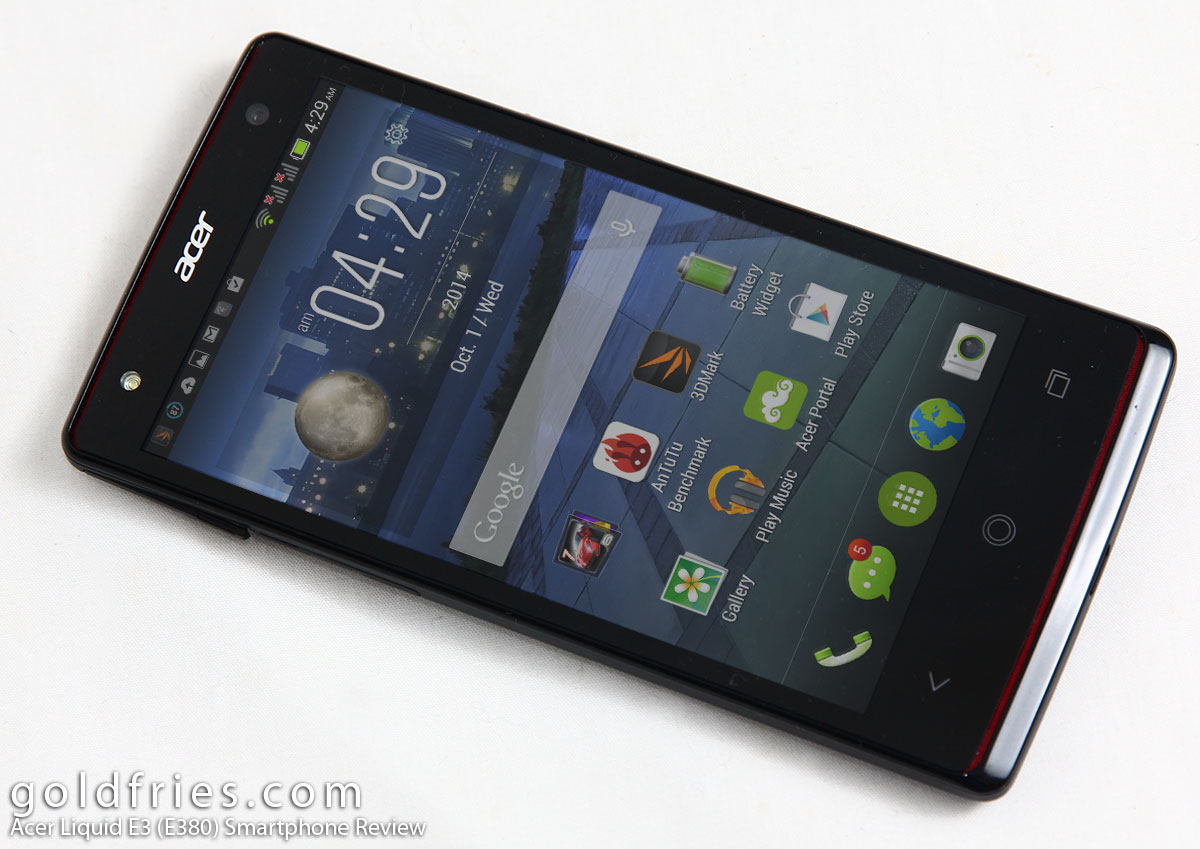 acer
87
4:29 AM
am 04:29
2014
Oct. 1 / Wed
Google
AnTuTu
Benchmark
3DMark
Battery
Widget
Gallery
Play Music
Acer Portal
Play Store
5
goldfries.com
Acer Liquid E3 (E380) Smartphone Review